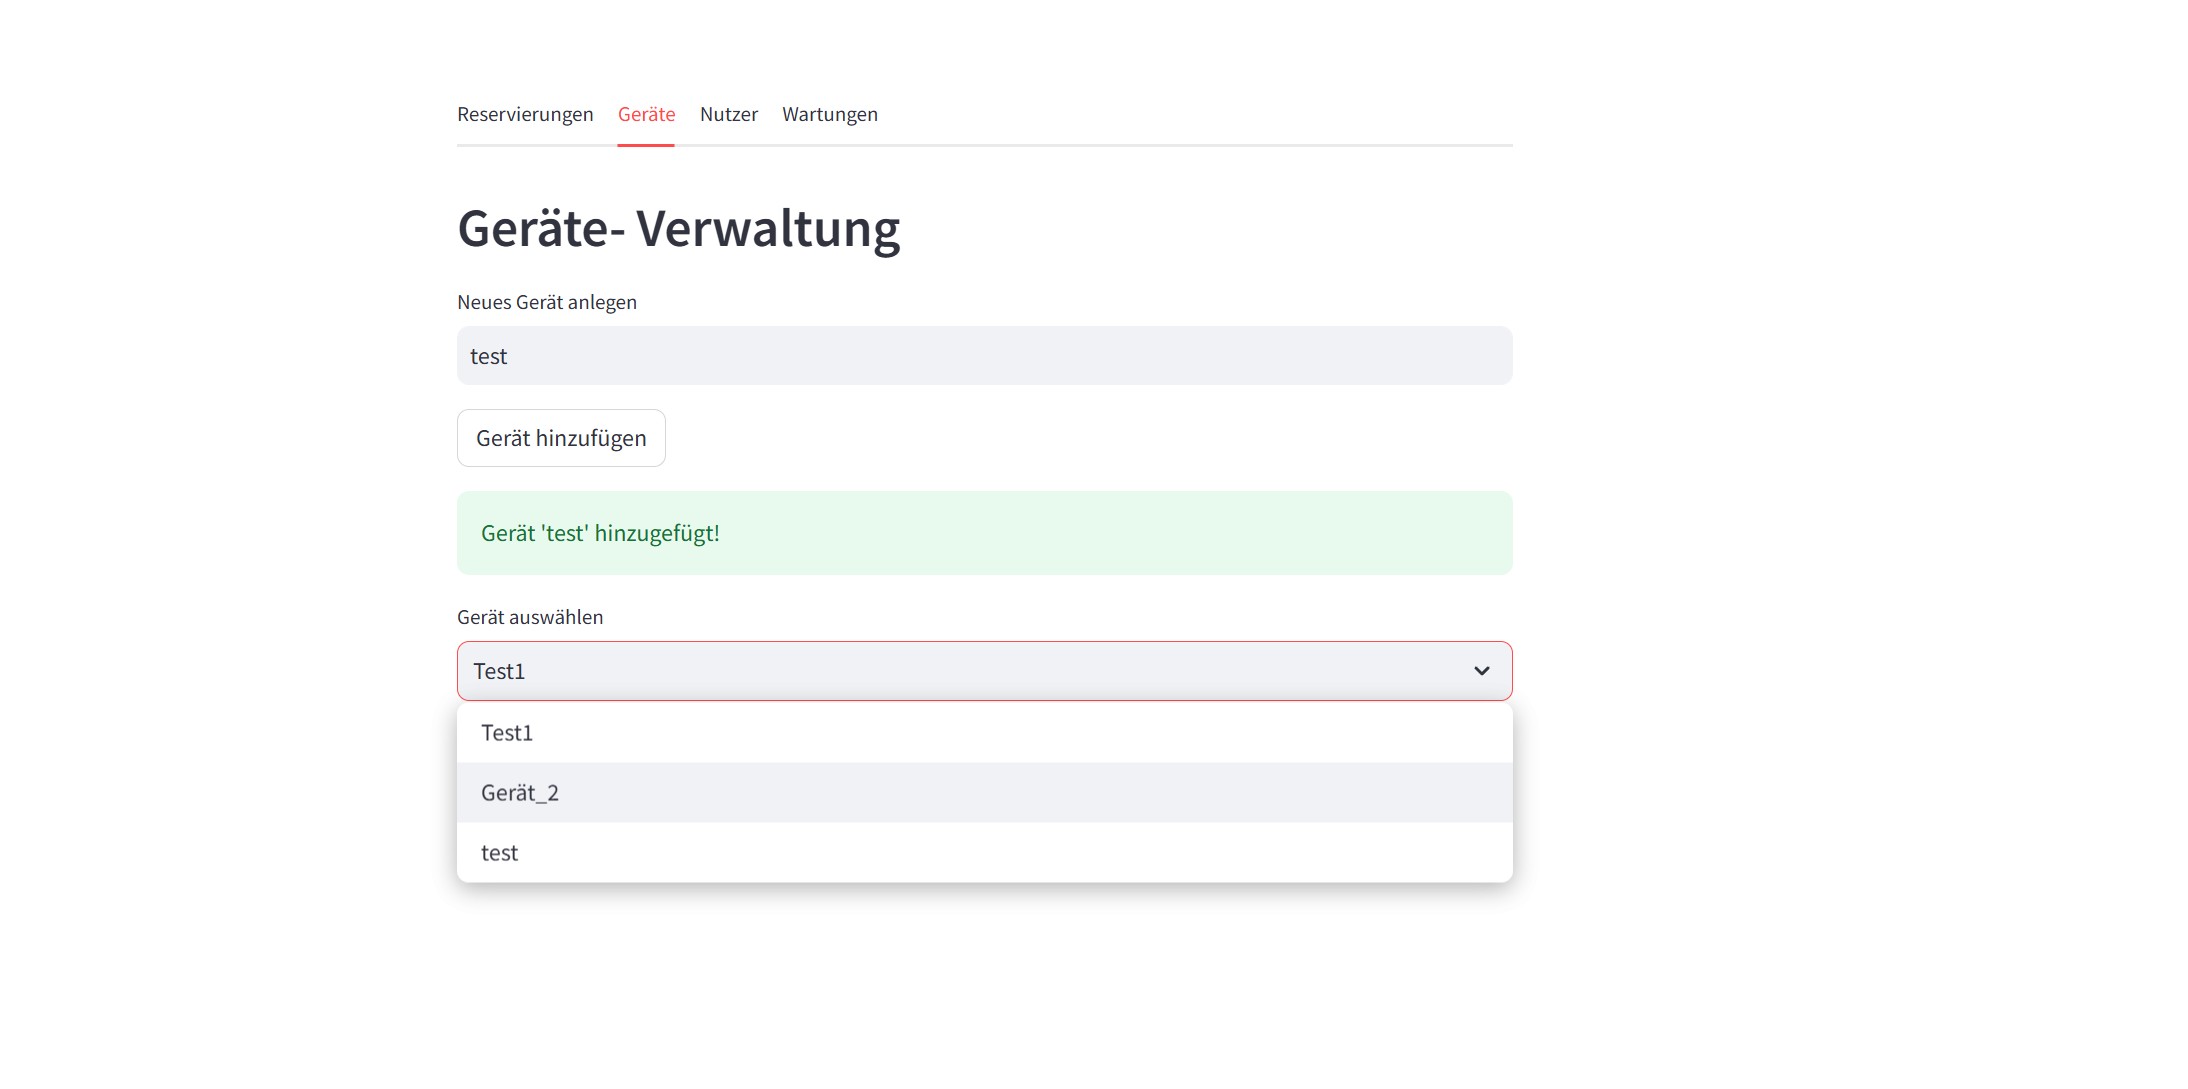 Reservierungen Geräte Nutzer Wartungen
Geräte- Verwaltung
Neues Gerät anlegen
test
Gerät hinzufügen
Gerät 'test' hinzugefügt!
Gerät auswählen
Test1
Test1
Gerät_2
test